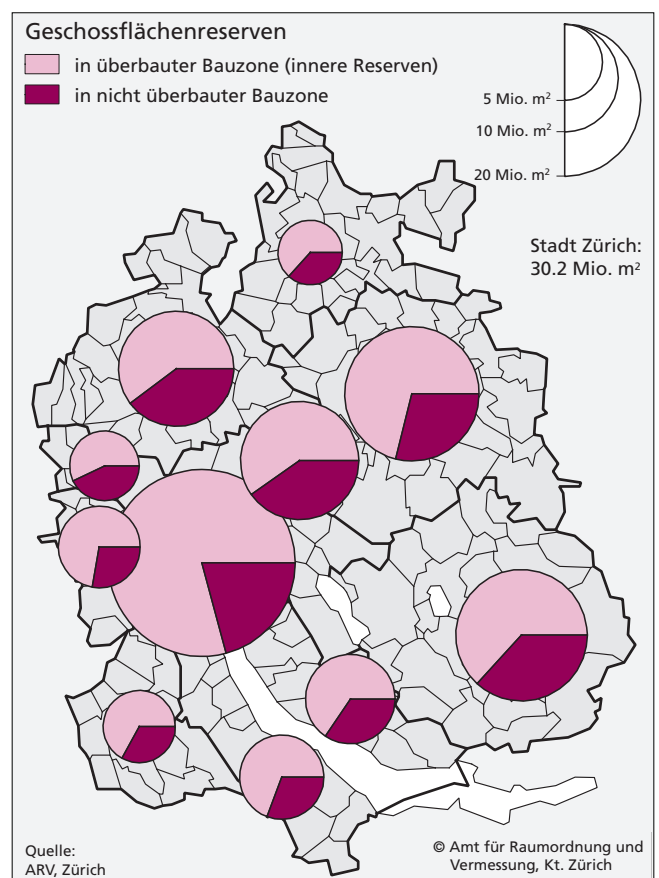 Geschossflächenreserven
in überbauter Bauzone (innere Reserven)
in nicht überbauter Bauzone
5 Mio. m²
10 Mio. m²
20 Mio. m²
Stadt Zürich:
30.2 Mio. m²
Quelle:
ARV, Zürich
© Amt für Raumordnung und
Vermessung, Kt. Zürich